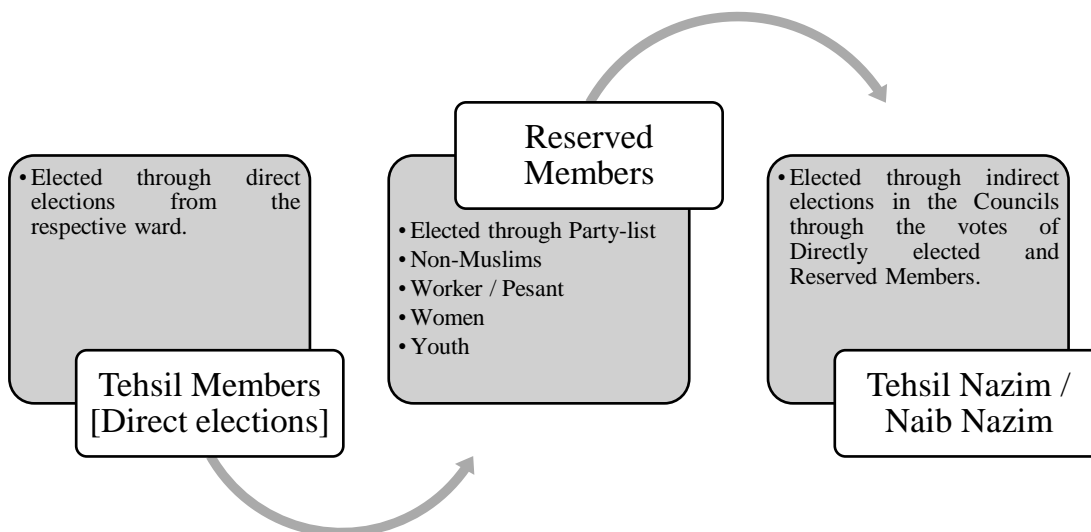 • Elected through direct
elections from the
respective ward.
Tehsil Members
[Direct elections]
Reserved
Members
• Elected through Party-list
• Non-Muslims
• Worker / Pesant
• Women
• Youth
• Elected through indirect
elections in the Councils
through the votes of
Directly elected and
Reserved Members.
Tehsil Nazim /
Naib Nazim